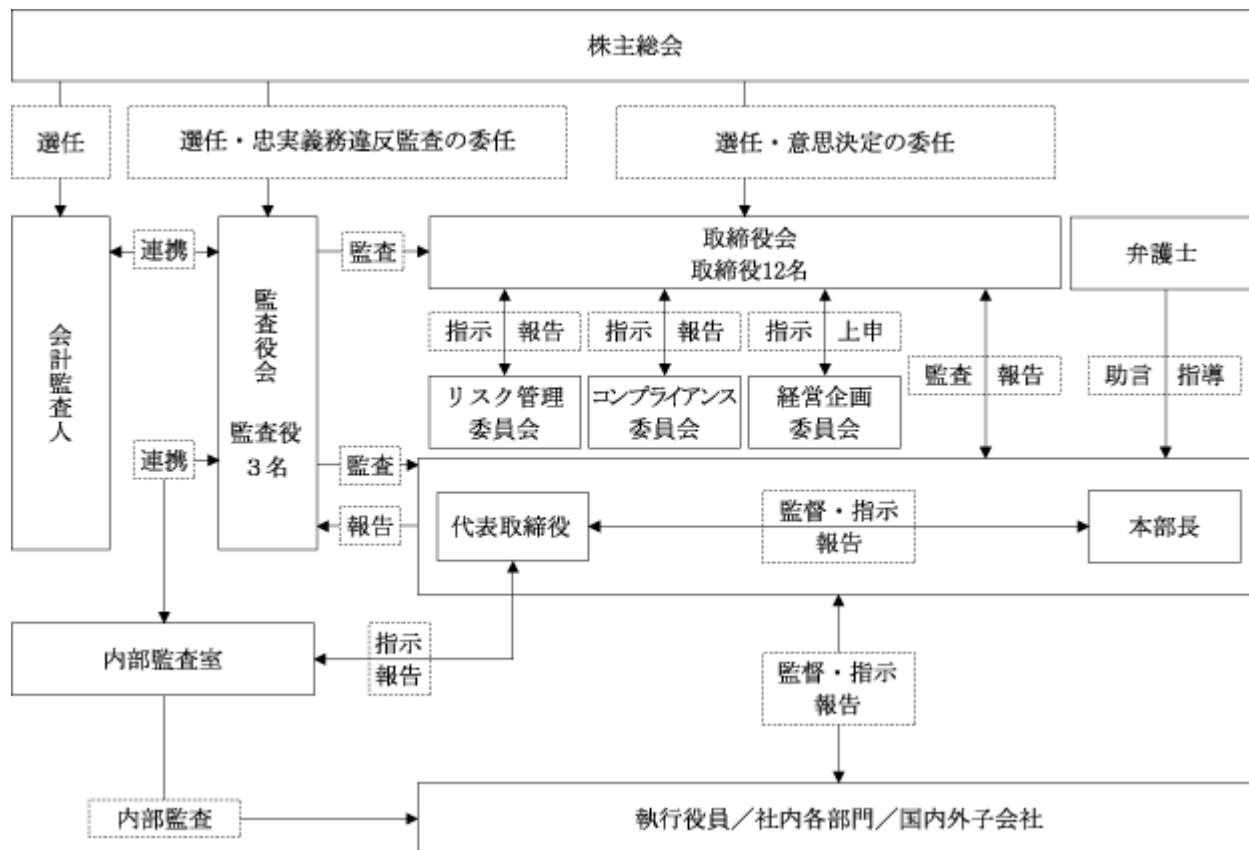 株主総会
選任
選任・忠実義務違反監査の委任
選任・意思決定の委任
会計監査人
連携
監査役会
監査役
3名
監査
取締役会
取締役12名
弁護士
指示 報告
指示 報告
指示 上申
監査 報告
助言 指導
リスク管理
委員会
コンプライアンス
委員会
経営企画
委員会
連携
監査
報告
代表取締役
監督・指示
報告
本部長
内部監査室
指示
報告
監督・指示
報告
内部監査
執行役員／社内各部門／国内外子会社